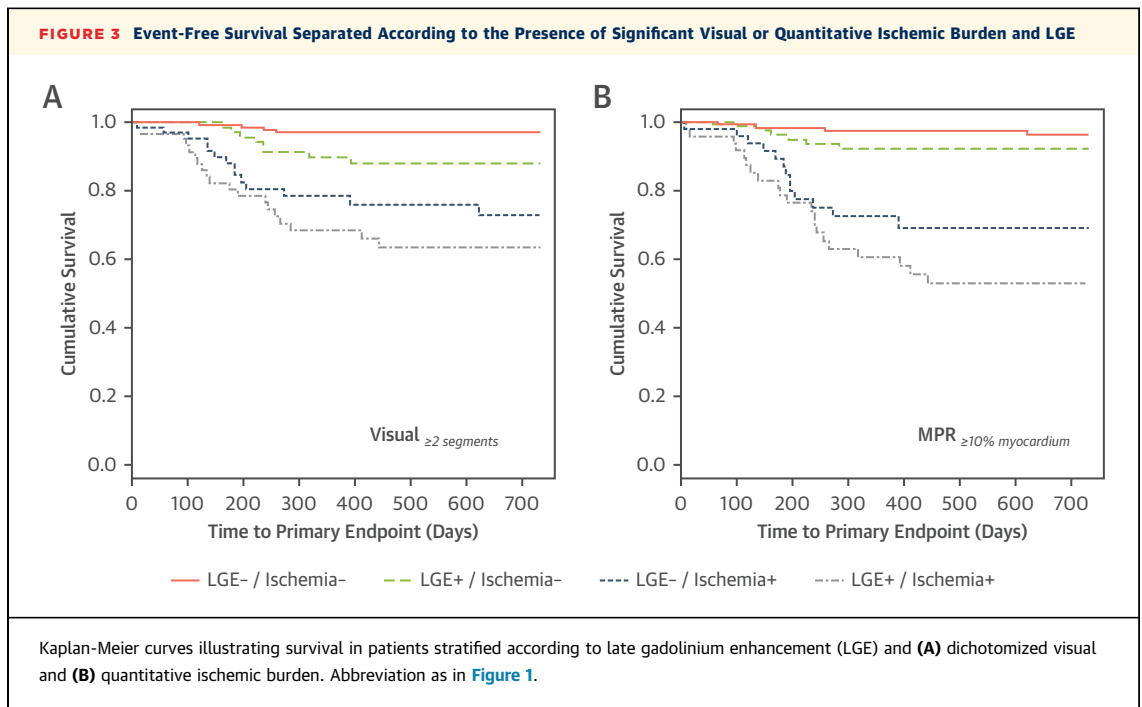 FIGURE 3 Event-Free Survival Separated According to the Presence of Significant Visual or Quantitative Ischemic Burden and LGE
A
B
1.0
0.8
0.6
0.4
0.2
0.0
Cumulative Survival
Visual ≥2 segments
0 100 200 300 400 500 600 700
Time to Primary Endpoint (Days)
1.0
0.8
0.6
0.4
0.2
0.0
Cumulative Survival
MPR ≥10% myocardium
0 100 200 300 400 500 600 700
Time to Primary Endpoint (Days)
LGE– / Ischemia– LGE+ / Ischemia– LGE– / Ischemia+ LGE+ / Ischemia+
Kaplan-Meier curves illustrating survival in patients stratified according to late gadolinium enhancement (LGE) and (A) dichotomized visual
and (B) quantitative ischemic burden. Abbreviation as in Figure 1.